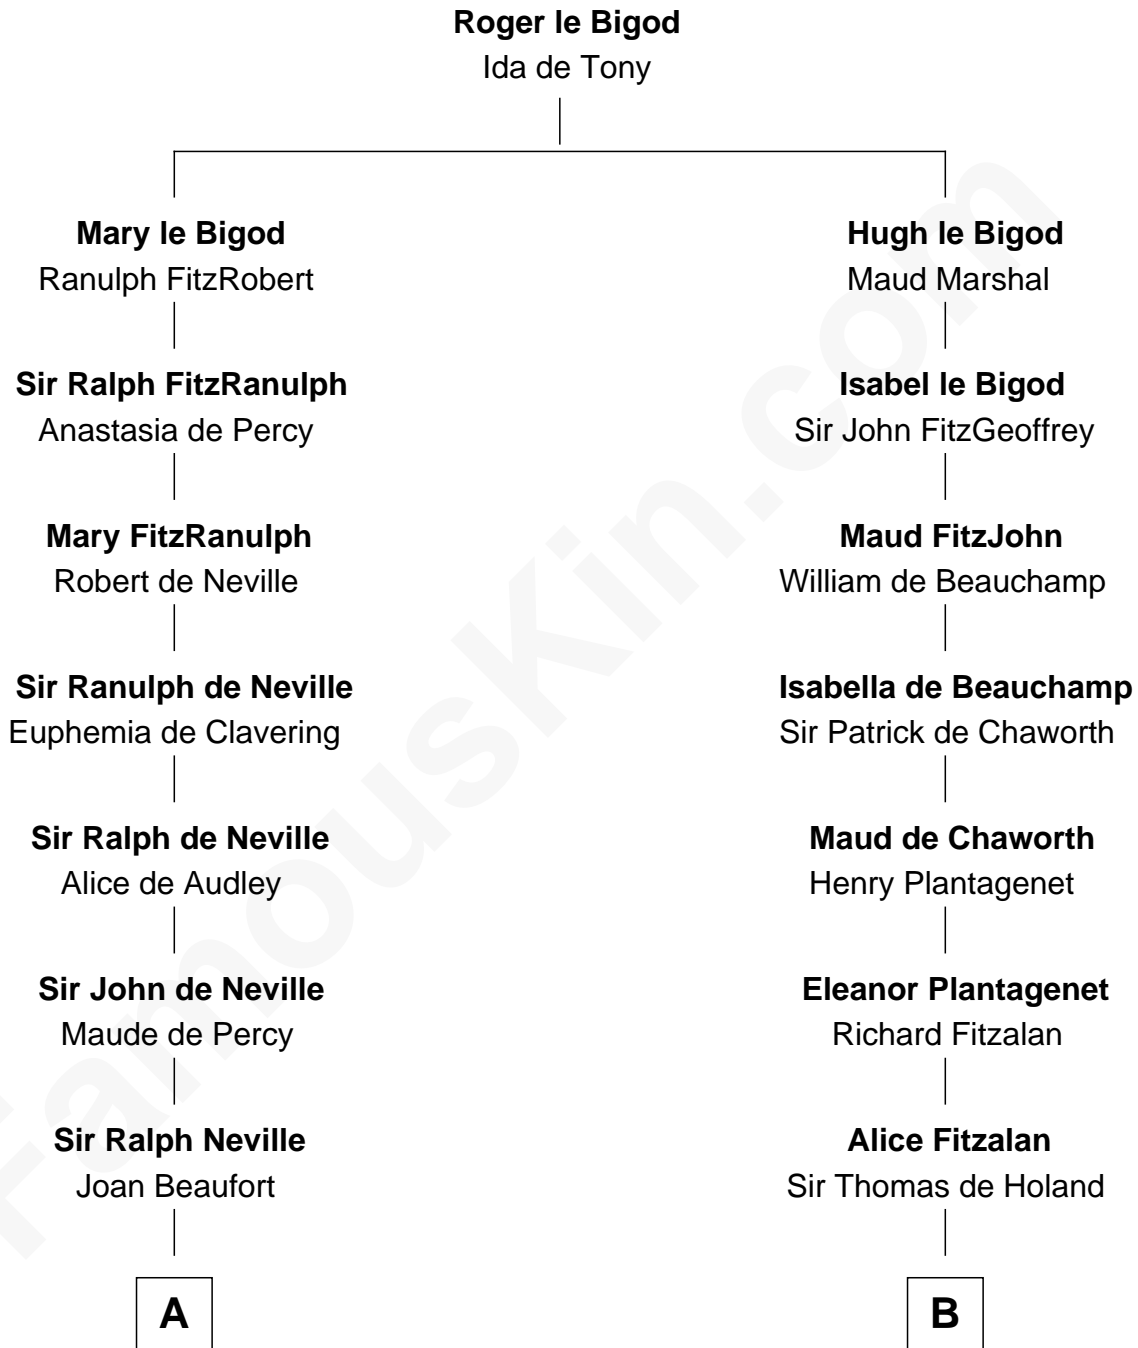 Roger le Bigod
Ida de Tony
Mary le Bigod
Ranulph FitzRobert
Hugh le Bigod
Maud Marshal
Sir Ralph FitzRanulph
Anastasia de Percy
Isabel le Bigod
Sir John FitzGeoffrey
Mary FitzRanulph
Robert de Neville
Maud FitzJohn
William de Beauchamp
Sir Ranulph de Neville
Euphemia de Clavering
Isabella de Beauchamp
Sir Patrick de Chaworth
Sir Ralph de Neville
Alice de Audley
Maud de Chaworth
Henry Plantagenet
Sir John de Neville
Maude de Percy
Eleanor Plantagenet
Richard Fitzalan
Sir Ralph Neville
Joan Beaufort
Alice Fitzalan
Sir Thomas de Holand
A
B
FamousKin.com